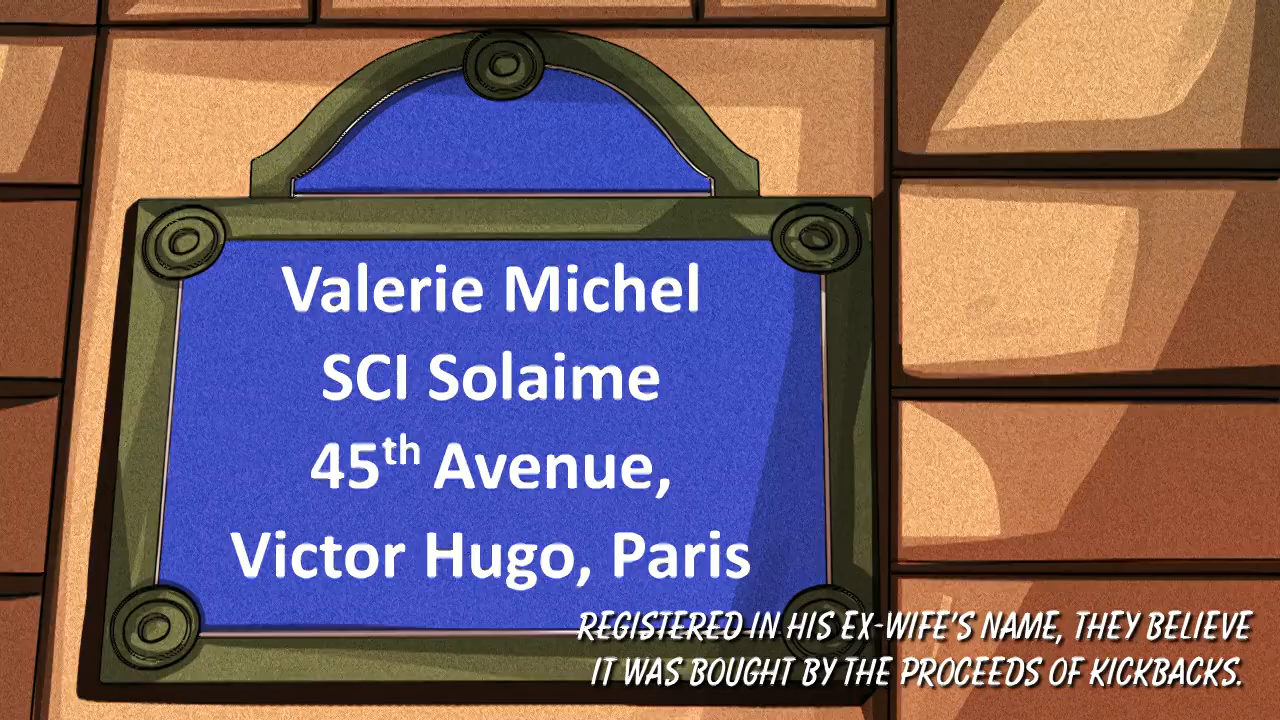 Valerie Michel
SCI Solaime
45th Avenue,
Victor Hugo, Paris
REGISTERED IN HIS EX-WIFE'S NAME, THEY BELIEVE
IT WAS BOUGHT BY THE PROCEEDS OF KICKBACKS.